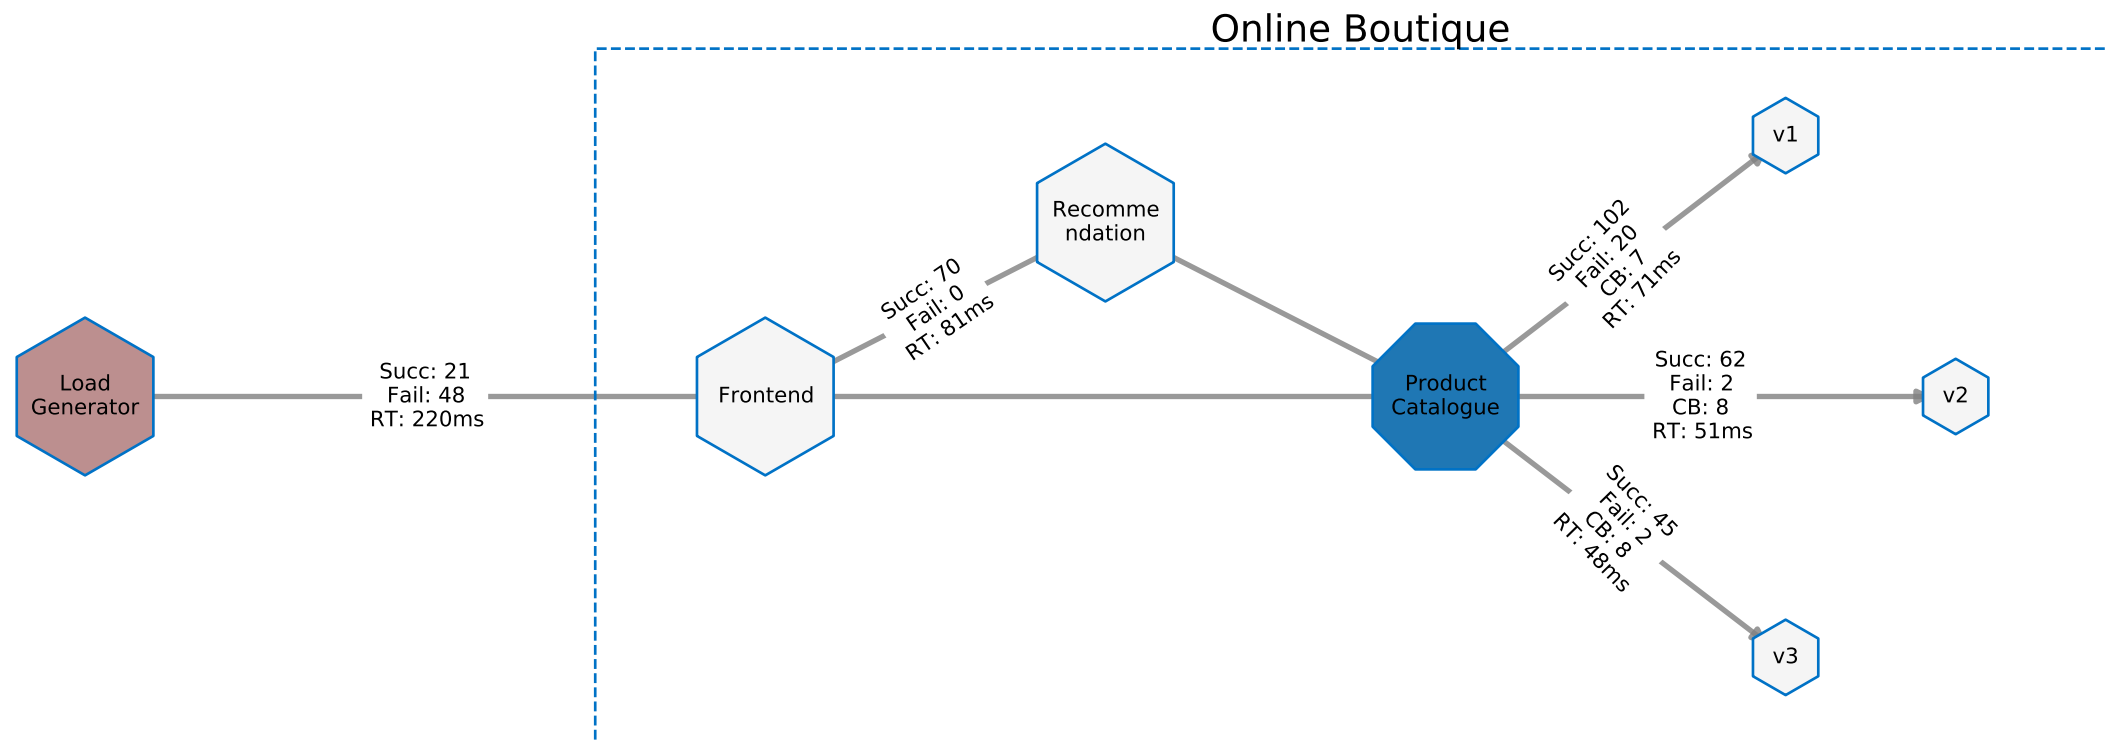 Online Boutique
Load
Generator
Succ: 21
Fail: 48
RT: 220ms
Frontend
Succ: 70
Fail: 0
RT: 81ms
Recomme
ndation
Product
Catalogue
Succ: 102
Fail: 20
CB: 7
RT: 71ms
v1
Succ: 62
Fail: 2
CB: 8
RT: 51ms
v2
Succ: 45
Fail: 2
CB: 8
RT: 48ms
v3